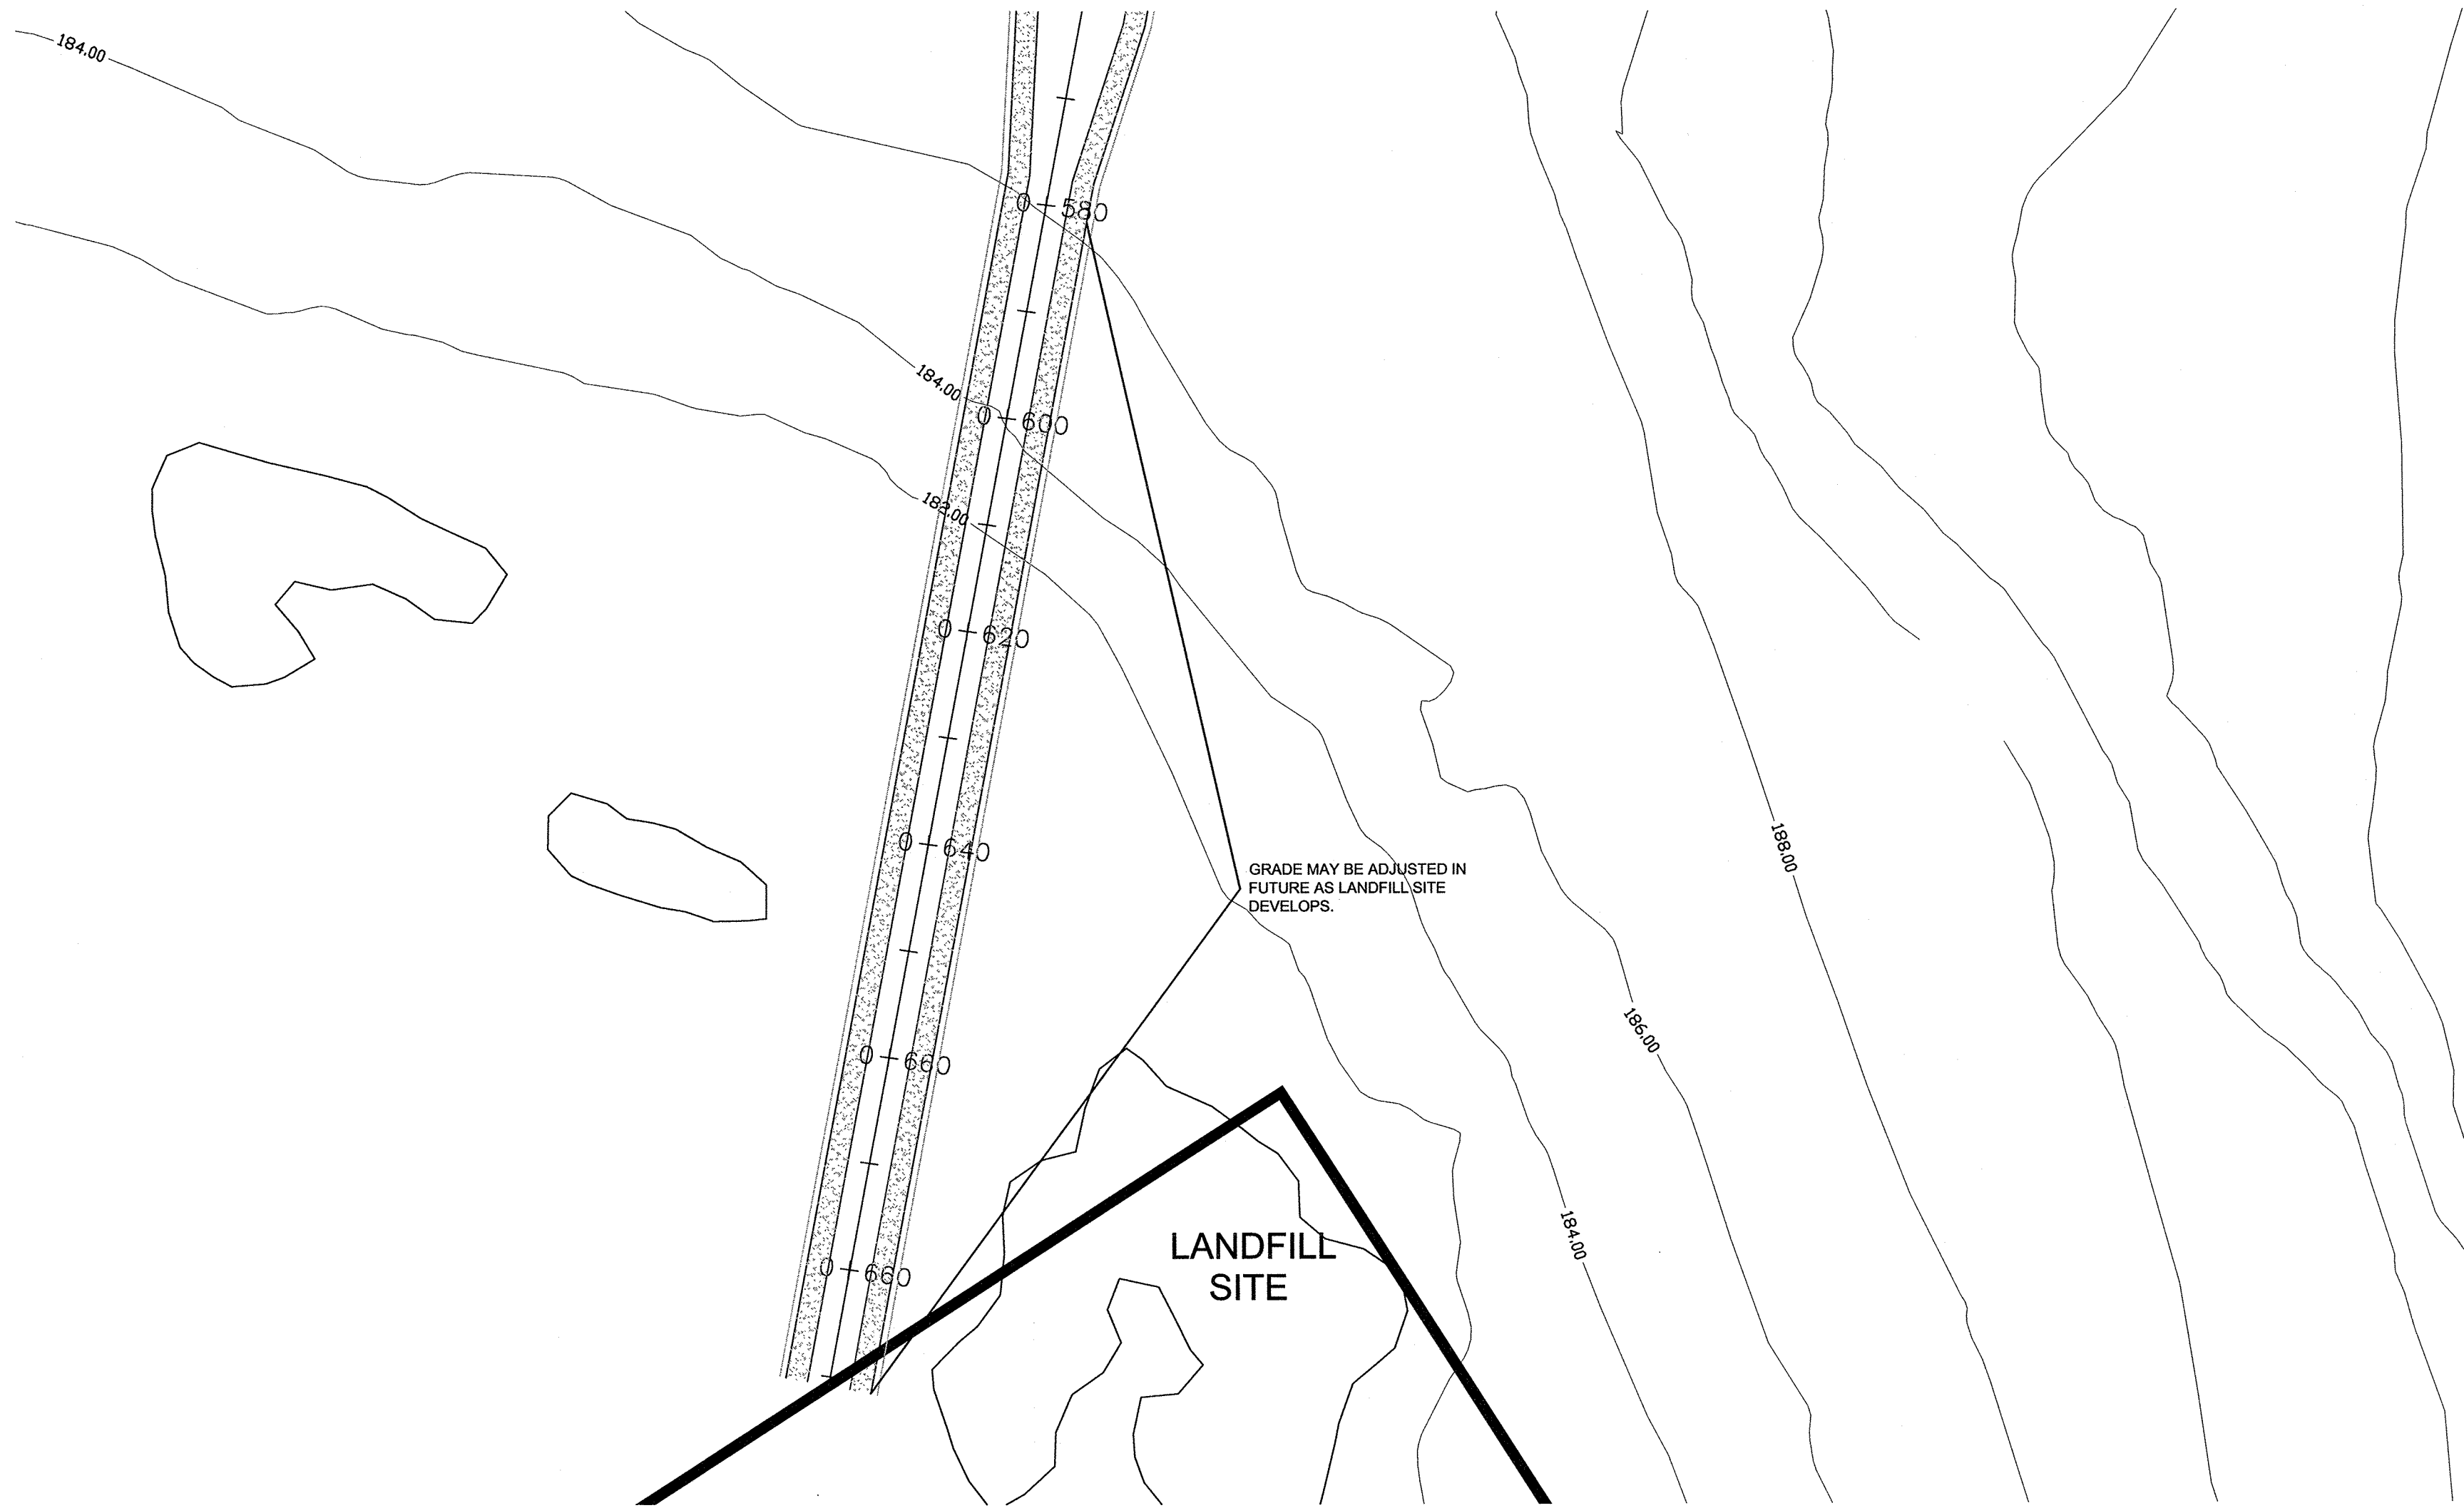 184.00
0+580
184.00
0+600
182.00
0+620
188.00
0+640
GRADE MAY BE ADJUSTED IN
FUTURE AS LANDFILL SITE
DEVELOPS.
186.00
0+660
184.00
LANDFILL
SITE
0+660